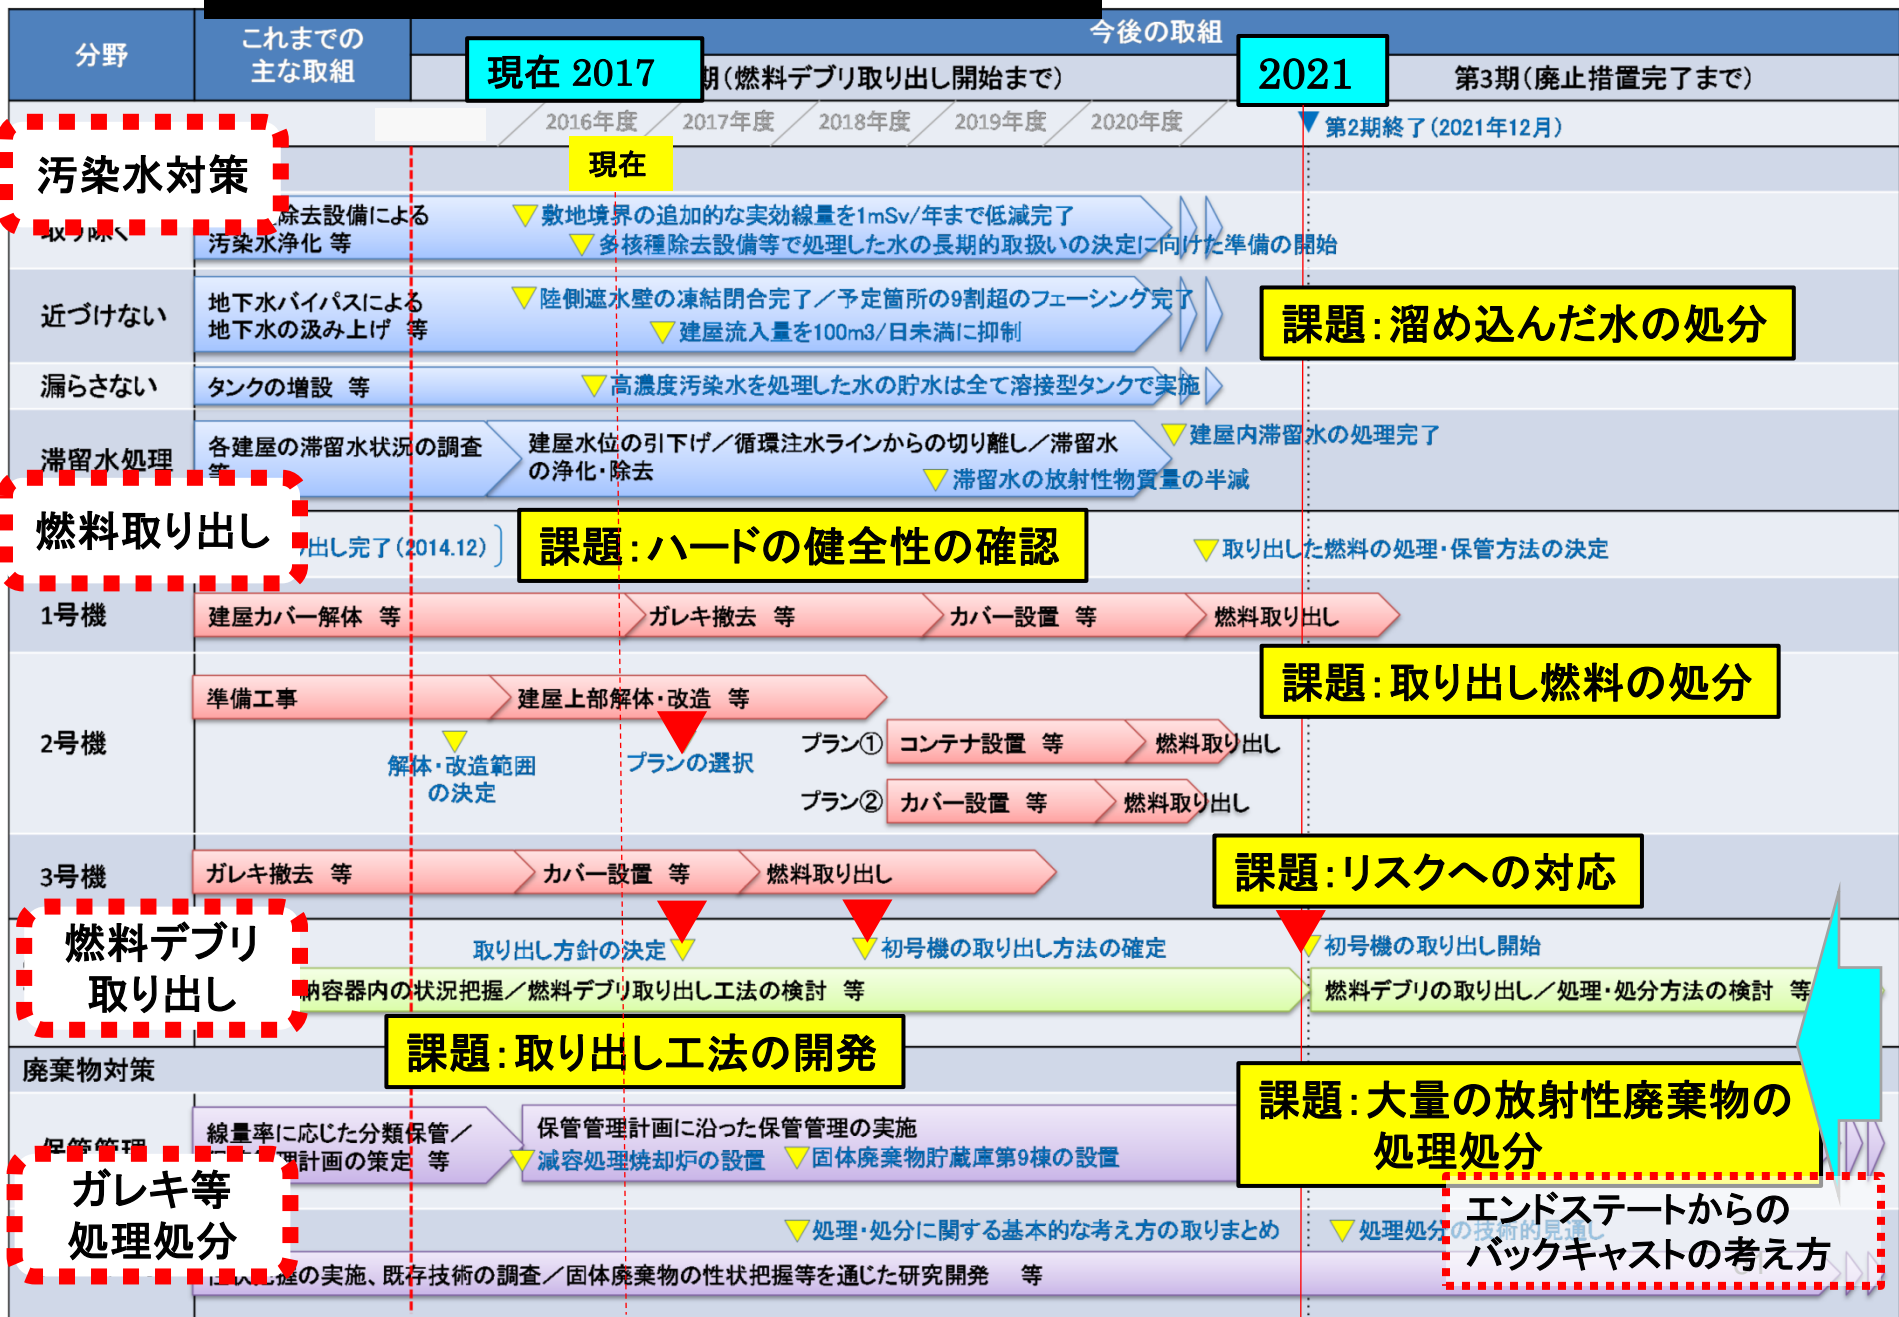 分野
これまでの
主な取組
今後の取組
現在 2017
期(燃料デブリ取り出し開始まで)
2021
第3期(廃止措置完了まで)
2016年度
2017年度
2018年度
2019年度
2020年度
第2期終了(2021年12月)
現在
汚染水対策
取り除く
除去設備による
汚染水浄化 等
敷地境界の追加的な実効線量を1mSv/年まで低減完了
多核種除去設備等で処理した水の長期的取扱いの決定に向けた準備の開始
近づけない
地下水バイパスによる
地下水の汲み上げ 等
陸側遮水壁の凍結閉合完了/予定箇所の9割超のフェーシング完了
建屋流入量を100m3/日未満に抑制
課題:溜め込んだ水の処分
漏らさない
タンクの増設 等
高濃度汚染水を処理した水の貯水は全て溶接型タンクで実施
滞留水処理
各建屋の滞留水状況の調査
等
建屋水位の引下げ/循環注水ラインからの切り離し/滞留水
の浄化・除去
建屋内滞留水の処理完了
滞留水の放射性物質量の半減
燃料取り出し
り出し完了(2014.12)
課題:ハードの健全性の確認
取り出した燃料の処理・保管方法の決定
1号機
建屋カバー解体 等
ガレキ撤去 等
カバー設置 等
燃料取り出し
課題:取り出し燃料の処分
2号機
準備工事
建屋上部解体・改造 等
解体・改造範囲
の決定
プランの選択
プラン①
コンテナ設置 等
燃料取り出し
プラン②
カバー設置 等
燃料取り出し
3号機
ガレキ撤去 等
カバー設置 等
燃料取り出し
課題:リスクへの対応
燃料デブリ
取り出し
取り出し方針の決定
初号機の取り出し方法の確定
初号機の取り出し開始
納容器内の状況把握/燃料デブリ取り出し工法の検討 等
燃料デブリの取り出し/処理・処分方法の検討 等
課題:取り出し工法の開発
廃棄物対策
課題:大量の放射性廃棄物の
処理処分
保管管理
線量率に応じた分類保管/
理計画の策定 等
保管管理計画に沿った保管管理の実施
減容処理焼却炉の設置
固体廃棄物貯蔵庫第9棟の設置
ガレキ等
処理処分
処理・処分に関する基本的な考え方の取りまとめ
処理処分の技術的見通し
エンドステートからの
バックキャストの考え方
性状把握の実施、既存技術の調査/固体廃棄物の性状把握等を通じた研究開発 等